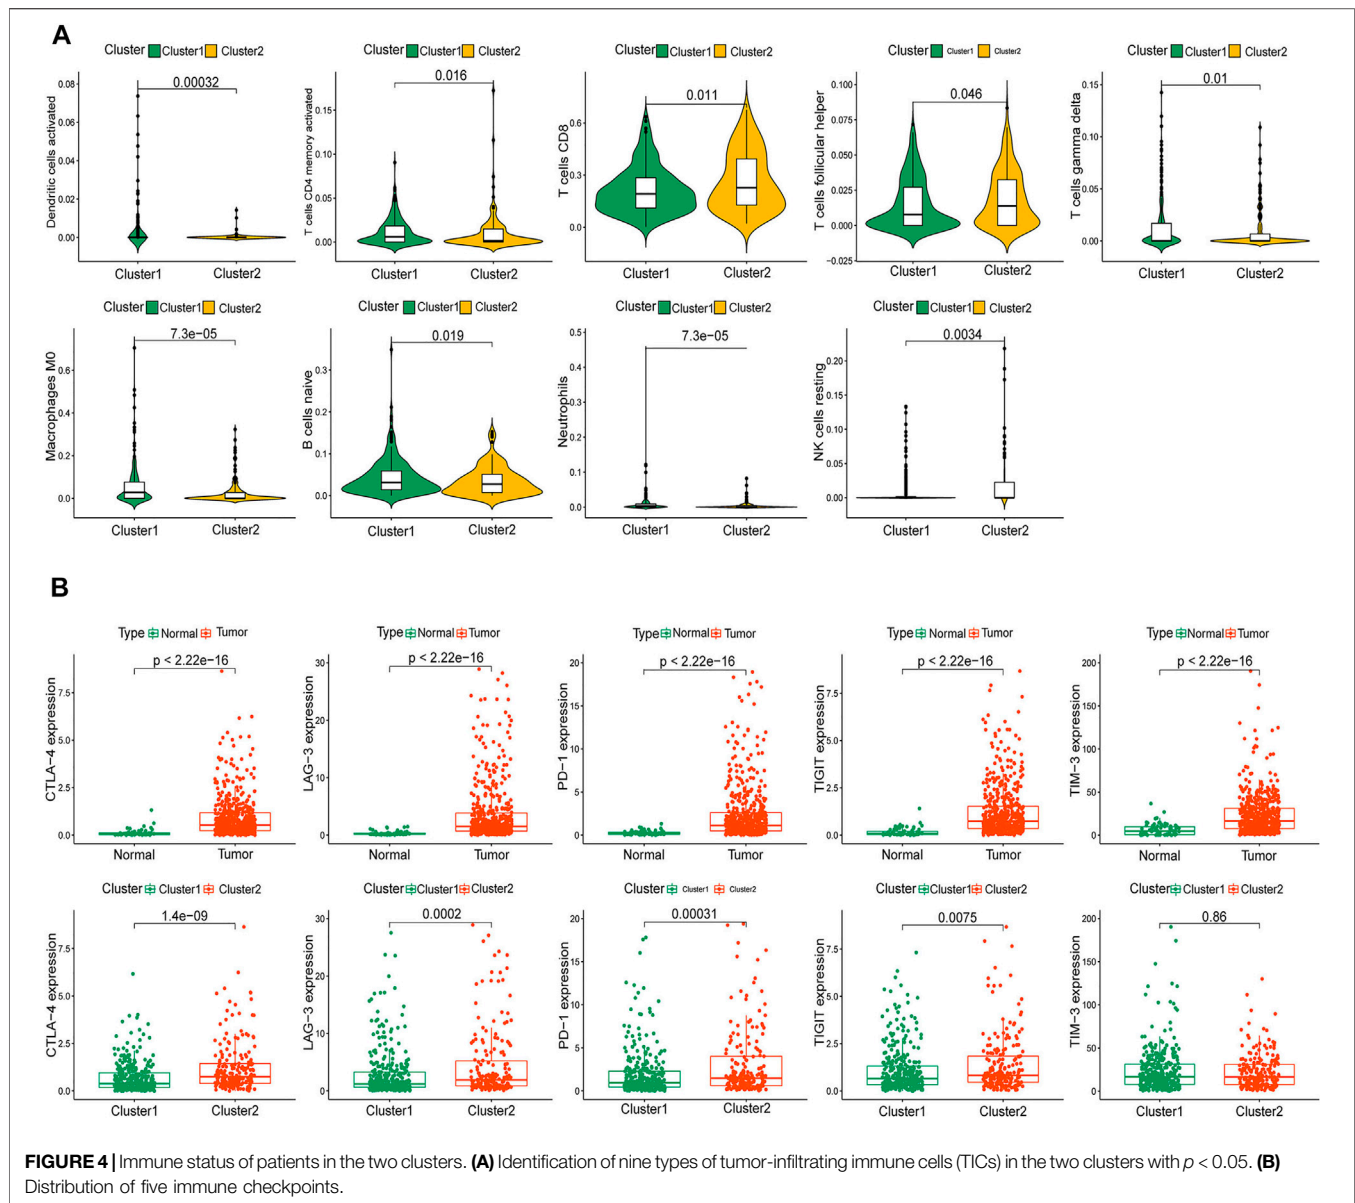 A
Cluster Cluster1 Cluster2
Dendritic cells activated
0.08
0.06
0.04
0.02
0.00
0.00032
Cluster1 Cluster2
Cluster Cluster1 Cluster2
T cells CD4 memory activated
0.15
0.10
0.05
0.00
0.016
Cluster1 Cluster2
Cluster Cluster1 Cluster2
T cells CD8
0.6
0.3
0.0
0.011
Cluster1 Cluster2
Cluster Cluster1 Cluster2
T cells follicular helper
0.100
0.075
0.050
0.025
0.000
−0.025
0.046
Cluster1 Cluster2
Cluster Cluster1 Cluster2
T cells gamma delta
0.15
0.10
0.05
0.00
0.01
Cluster1 Cluster2
Cluster Cluster1 Cluster2
Macrophages M0
0.6
0.4
0.2
0.0
7.3e−05
Cluster1 Cluster2
Cluster Cluster1 Cluster2
B cells naive
0.3
0.2
0.1
0.0
0.019
Cluster1 Cluster2
Cluster Cluster1 Cluster2
Neutrophils
0.5
0.4
0.3
0.2
0.1
0.0
7.3e−05
Cluster1 Cluster2
Cluster Cluster1 Cluster2
NK cells resting
0.20
0.15
0.10
0.05
0.00
0.0034
Cluster1 Cluster2
B
Type Normal Tumor
CTLA−4 expression
7.5
5.0
2.5
0.0
p < 2.22e−16
Normal Tumor
Type Normal Tumor
LAG−3 expression
30
20
10
0
p < 2.22e−16
Normal Tumor
Type Normal Tumor
PD−1 expression
20
15
10
5
0
p < 2.22e−16
Normal Tumor
Type Normal Tumor
TIGIT expression
7.5
5.0
2.5
0.0
p < 2.22e−16
Normal Tumor
Type Normal Tumor
TIM−3 expression
200
150
100
50
0
p < 2.22e−16
Normal Tumor
Cluster Cluster1 Cluster2
CTLA−4 expression
7.5
5.0
2.5
0.0
1.4e−09
Cluster1 Cluster2
Cluster Cluster1 Cluster2
LAG−3 expression
30
20
10
0
0.0002
Cluster1 Cluster2
Cluster Cluster1 Cluster2
PD−1 expression
20
15
10
5
0
0.00031
Cluster1 Cluster2
Cluster Cluster1 Cluster2
TIGIT expression
7.5
5.0
2.5
0.0
0.0075
Cluster1 Cluster2
Cluster Cluster1 Cluster2
TIM−3 expression
200
150
100
50
0
0.86
Cluster1 Cluster2
FIGURE 4 | Immune status of patients in the two clusters. (A) Identification of nine types of tumor-infiltrating immune cells (TICs) in the two clusters with p < 0.05. (B)
Distribution of five immune checkpoints.